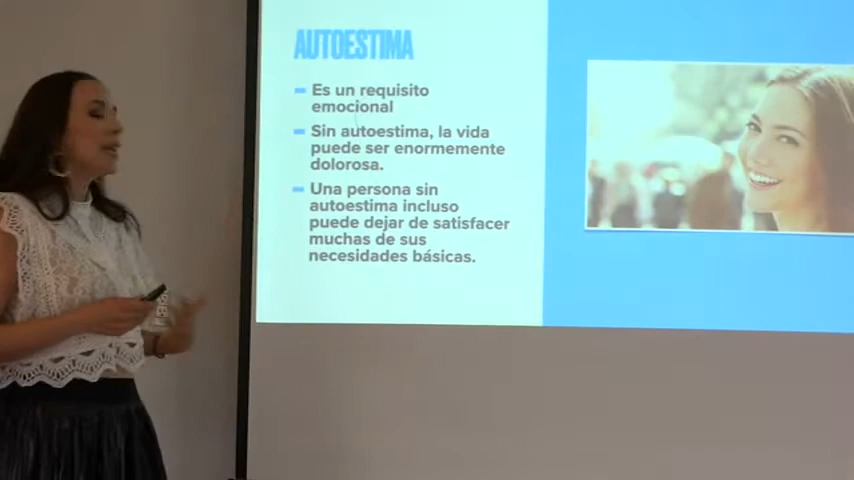 AUTOESTIMA
Es un requisito
emocional
Sin autoestima, la vida
puede ser enormemente
dolorosa.
Una persona sin
autoestima incluso
puede dejar de satisfacer
muchas de sus
necesidades básicas.